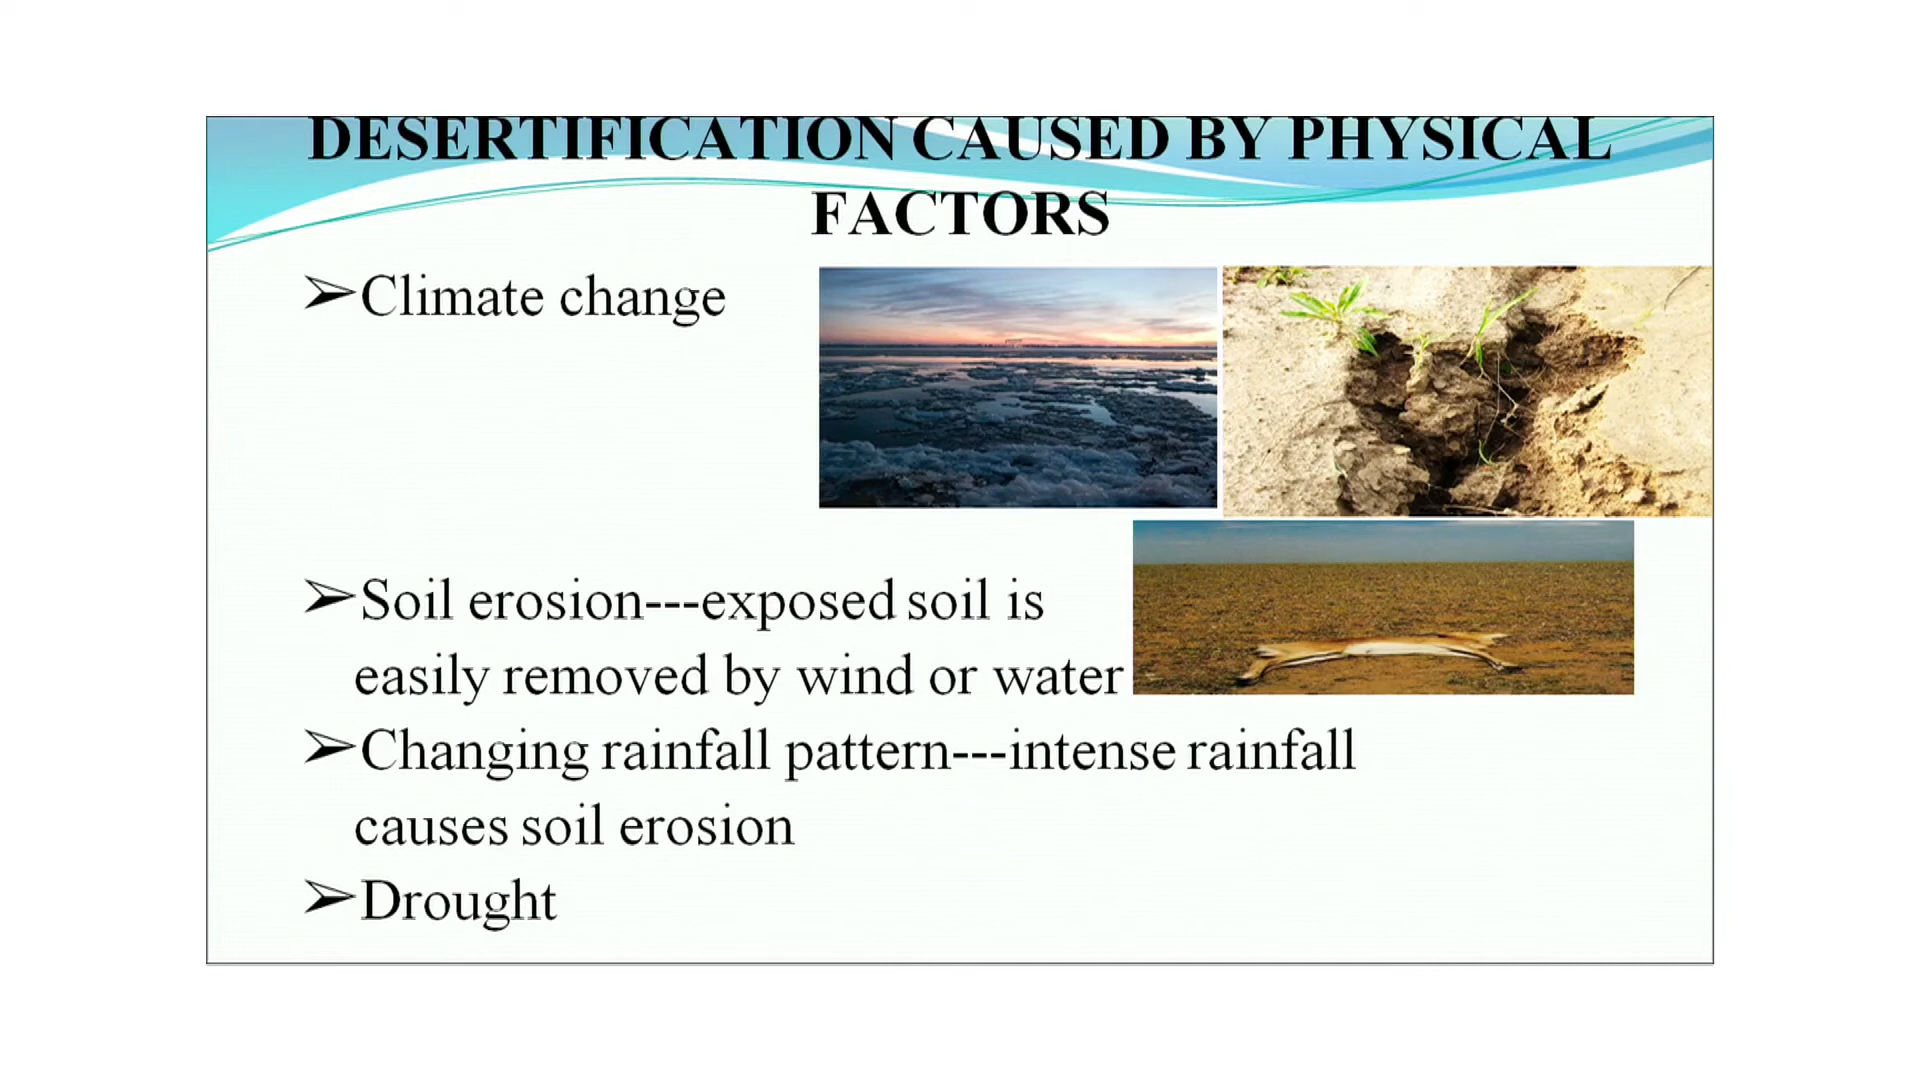 DESERTIFICATION CAUSED BY PHYSICAL
FACTORS
➢Climate change
➢Soil erosion---exposed soil is
easily removed by wind or water
➢Changing rainfall pattern---intense rainfall
causes soil erosion
➢Drought